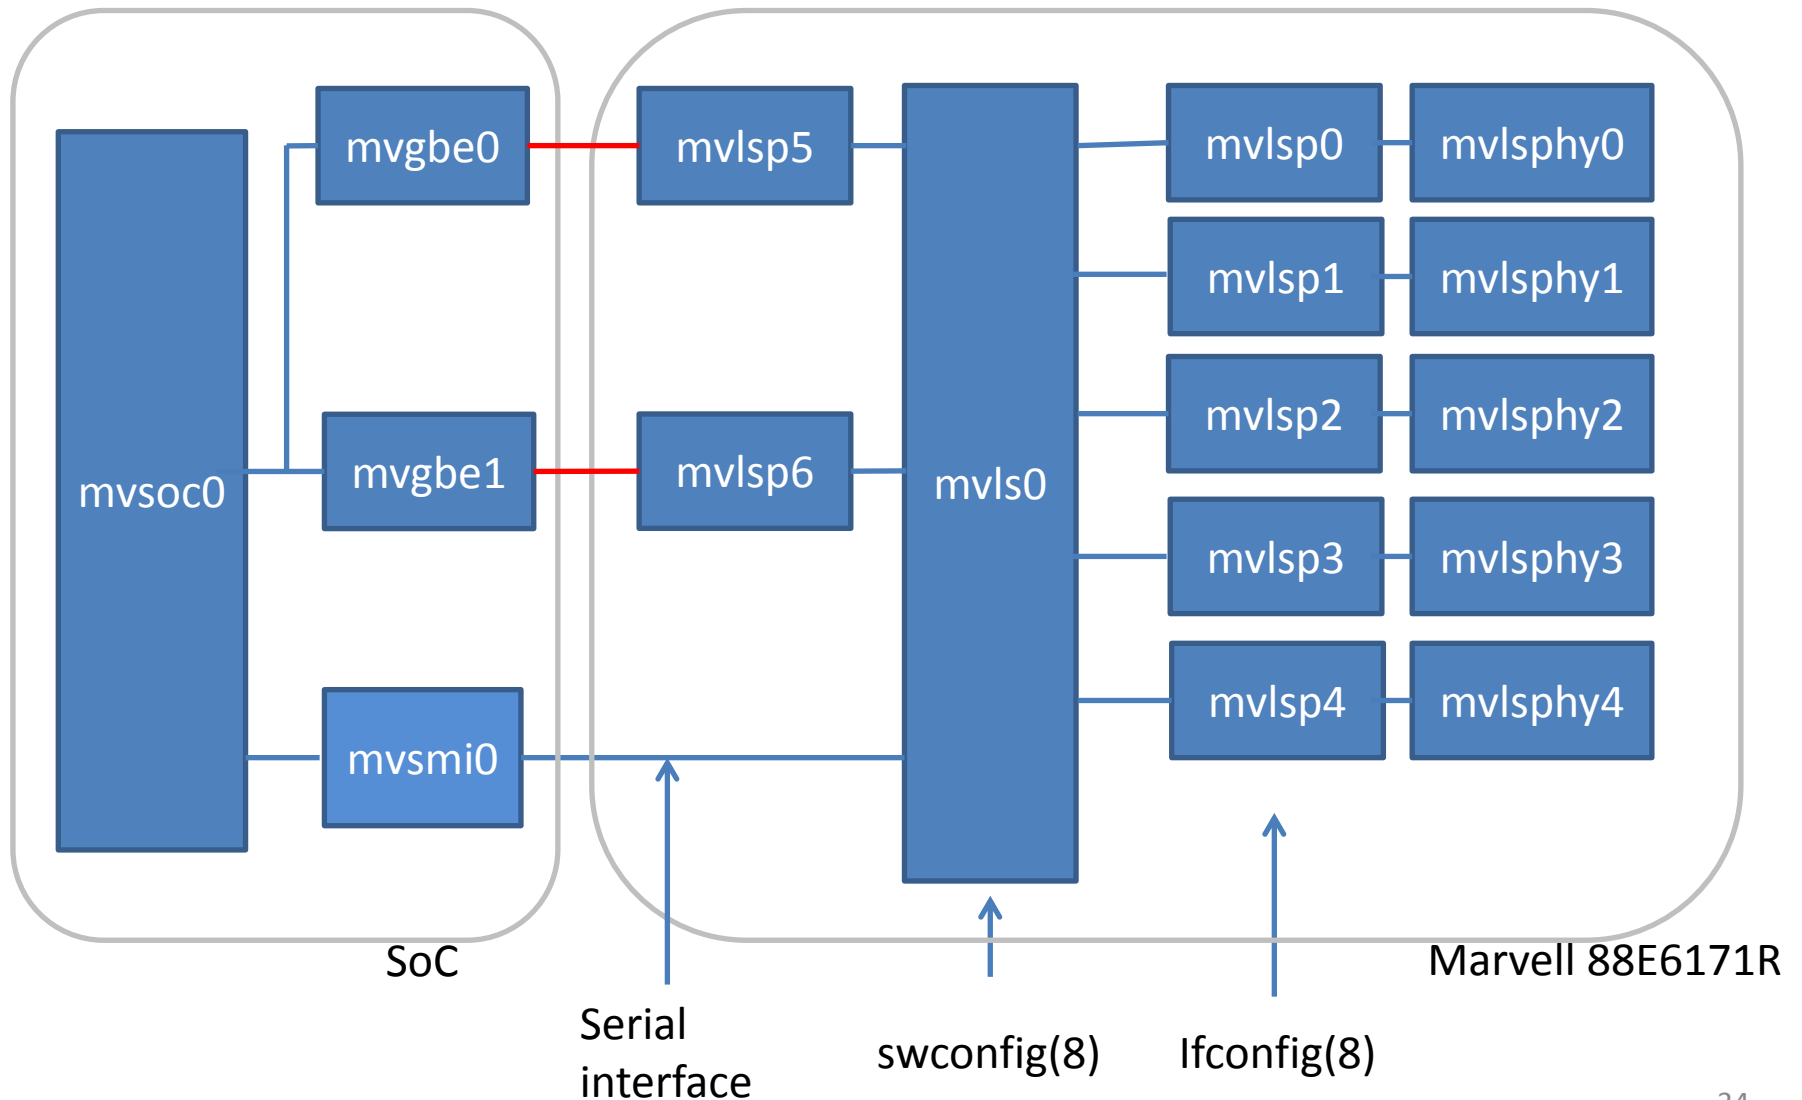 mvgbe0
mvlsp5
mvlsp0
mvlsphy0
mvlsp1
mvlsphy1
mvlsp2
mvlsphy2
mvsoc0
mvgbe1
mvlsp6
mvls0
mvlsp3
mvlsphy3
mvsmi0
mvlsp4
mvlsphy4
SoC
Marvell 88E6171R
Serial
interface
swconfig(8)
Ifconfig(8)